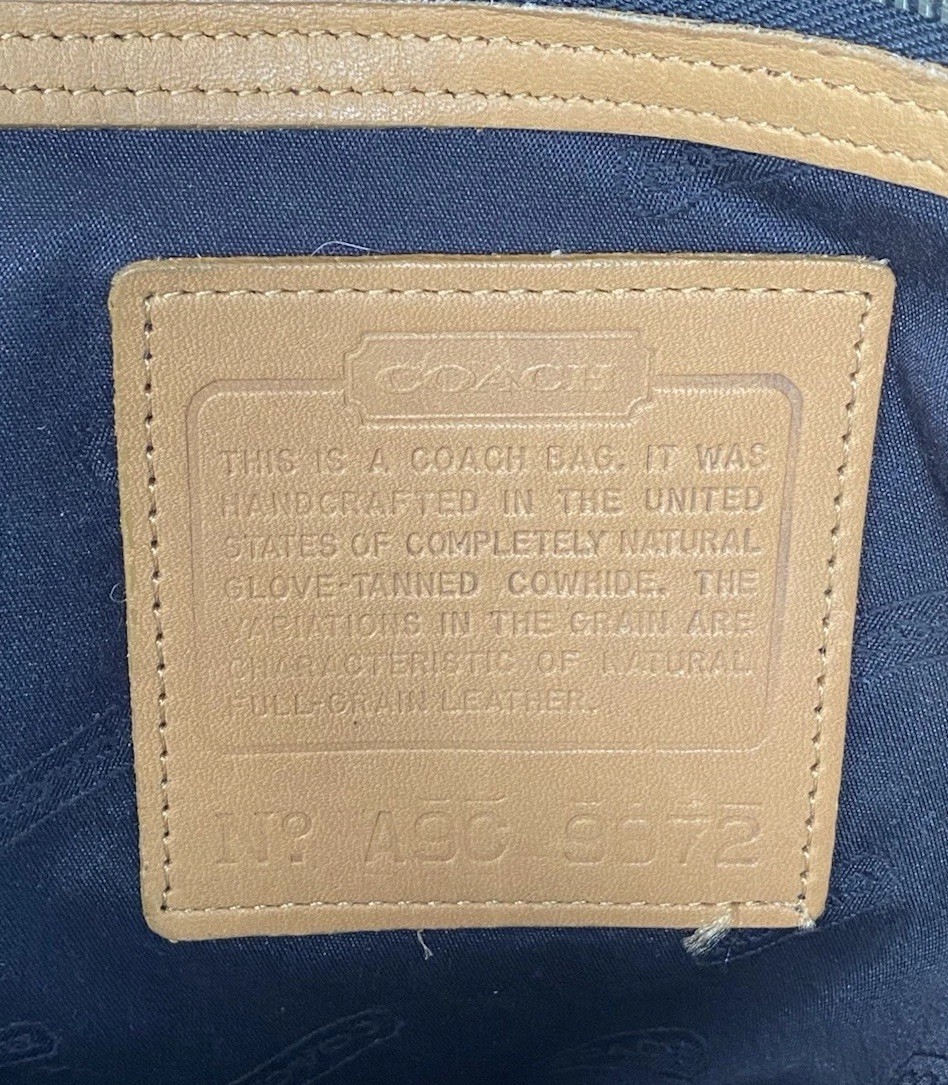 COACH
THIS IS A COACH BAG. IT WAS
HANDCRAFTED IN THE UNITED
STATES OF COMPLETELY NATURAL
GLOVE-TANNED COWHIDE. THE
VARIATIONS IN THE GRAIN ARE
CHARACTERISTIC OF NATURAL
FULL-GRAIN LEATHER.
Nº A9C